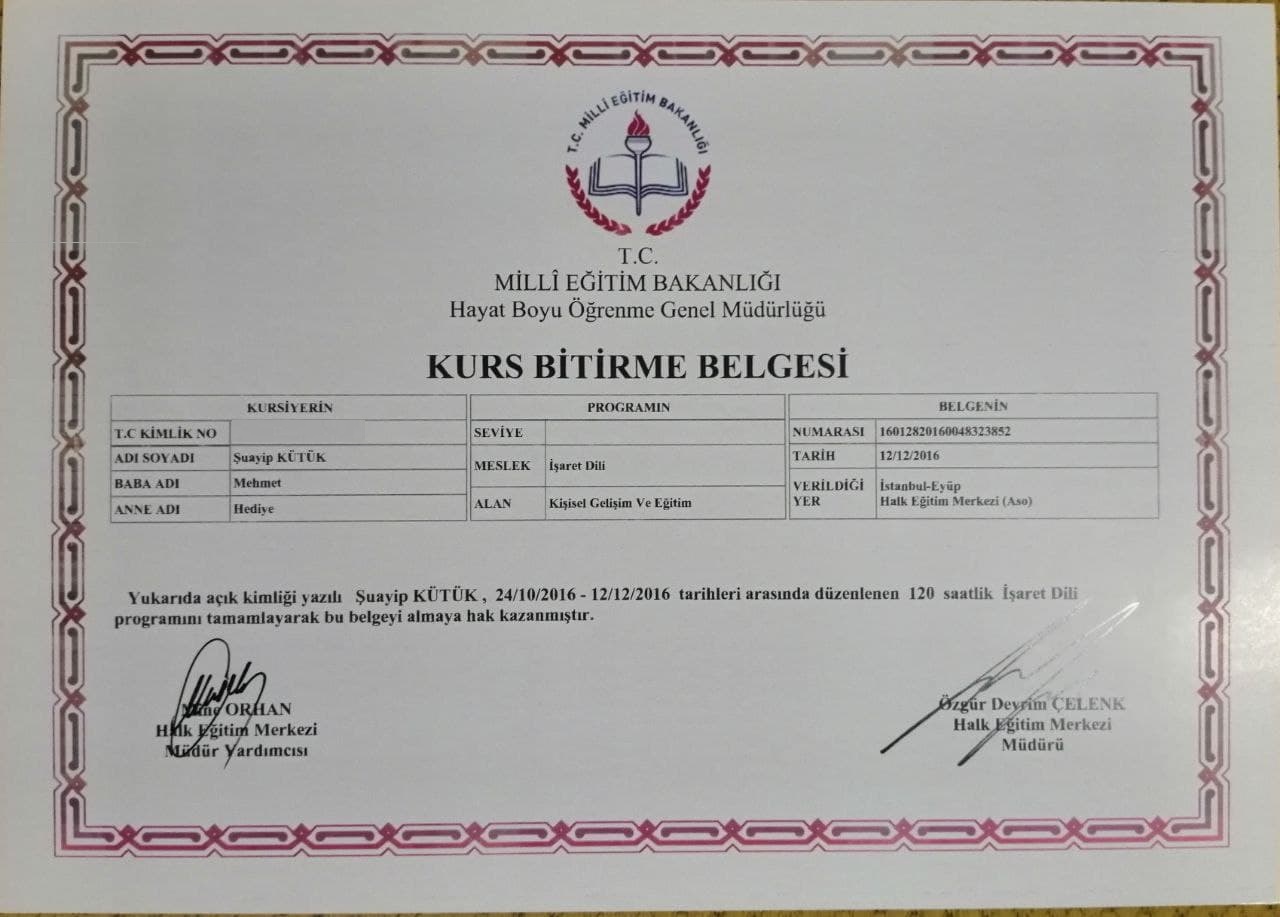 T.C. MİLLÎ EĞİTİM BAKANLIĞI
T.C.
MİLLÎ EĞİTİM BAKANLIĞI
Hayat Boyu Öğrenme Genel Müdürlüğü
KURS BİTİRME BELGESİ
KURSİYERİN
T.C KİMLİK NO
ADI SOYADI Şuayip KÜTÜK
BABA ADI Mehmet
ANNE ADI Hediye
PROGRAMIN
SEVİYE
MESLEK İşaret Dili
ALAN Kişisel Gelişim Ve Eğitim
BELGENİN
NUMARASI 16012820160048323852
TARİH 12/12/2016
VERİLDİĞİ İstanbul-Eyüp
YER Halk Eğitim Merkezi (Aso)
Yukarıda açık kimliği yazılı Şuayip KÜTÜK , 24/10/2016 - 12/12/2016 tarihleri arasında düzenlenen 120 saatlik İşaret Dili
programını tamamlayarak bu belgeyi almaya hak kazanmıştır.
Mine ORHAN
Halk Eğitim Merkezi
Müdür Yardımcısı
Özgür Devrim ÇELENK
Halk Eğitim Merkezi
Müdürü